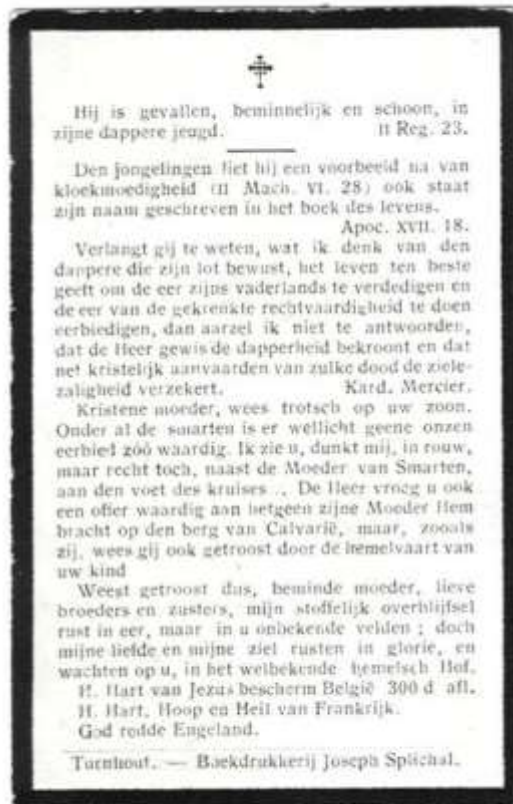 Hij is gevallen, beminnelijk en schoon, in
zijne dappere jeugd. II Reg. 23.
Den jongelingen liet hij een voorbeeld na van
kloekmoedigheid (II Mach. VI. 28) ook staat
zijn naam geschreven in het boek des levens.
Apoc. XVII. 18.
Verlangt gij te weten, wat ik denk van den
dappere die zijn lot bewust, het leven ten beste
geeft om de eer zijns vaderlands te verdedigen en
de eer van de gekrenkte rechtvaardigheid te doen
eerbiedigen, dan aarzel ik niet te antwoorden,
dat de Heer gewis de dapperheid bekroont en dat
het kristelijk aanvaarden van zulke dood de ziele-
zaligheid verzekert. Kard. Mercier.
Kristene moeder, wees trotsch op uw zoon.
Onder al de smarten is er wellicht geene onzen
eerbied zóó waardig. Ik zie u, dunkt mij, in rouw,
maar recht toch, naast de Moeder van Smarten,
aan den voet des kruises .. De Heer vroeg u ook
een offer waardig aan hetgeen zijne Moeder Hem
bracht op den berg van Calvarië, maar, zooals
zij, wees gij ook getroost door de hemelvaart van
uw kind
Weest getroost dus, beminde moeder, lieve
broeders en zusters, mijn stoffelijk overblijfsel
rust in eer, maar in u onbekende velden ; doch
mijne liefde en mijne ziel rusten in glorie, en
wachten op u, in het welbekende hemelsch Hof.
H. Hart van Jezus bescherm België 300 d afl.
H. Hart, Hoop en Heil van Frankrijk.
God redde Engeland.
Turnhout. — Boekdrukkerij Joseph Splichal.